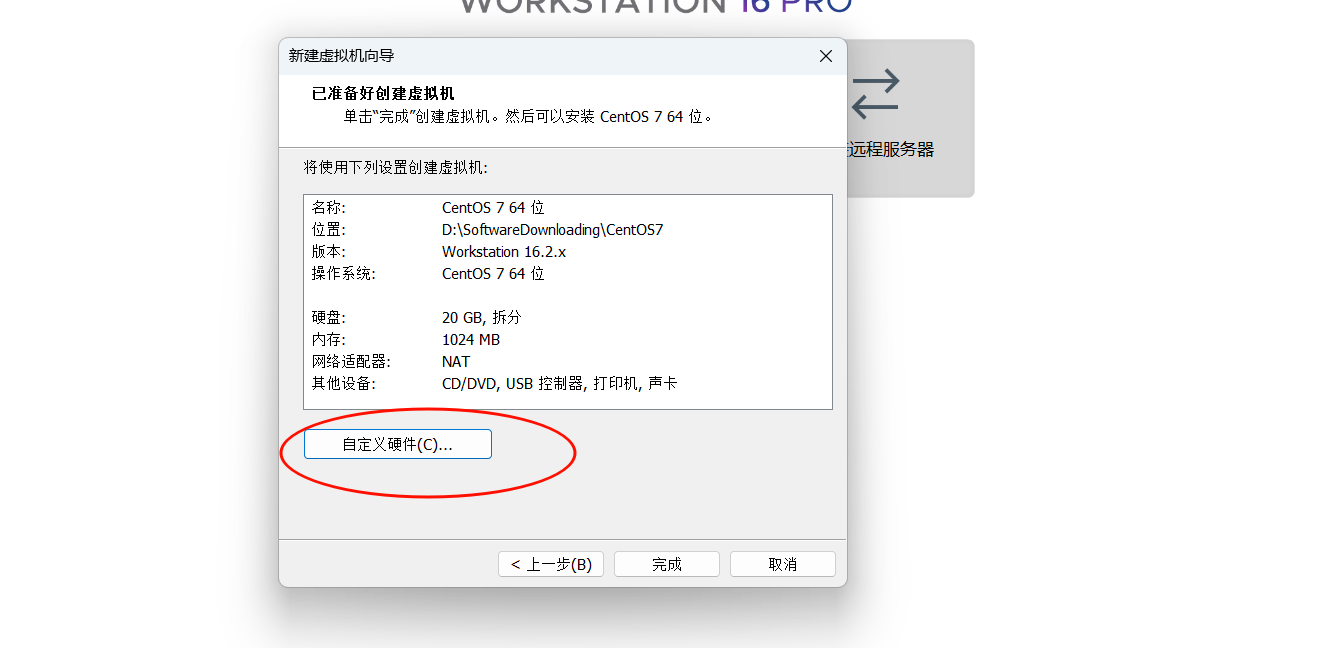 WORKSTATION 16 PRO
新建虚拟机向导
已准备好创建虚拟机
单击“完成”创建虚拟机。然后可以安装 CentOS 7 64 位。
远程服务器
将使用下列设置创建虚拟机:
名称: CentOS 7 64 位
位置: D:\SoftwareDownloading\CentOS7
版本: Workstation 16.2.x
操作系统: CentOS 7 64 位
硬盘: 20 GB, 拆分
内存: 1024 MB
网络适配器: NAT
其他设备: CD/DVD, USB 控制器, 打印机, 声卡
自定义硬件(C)...
< 上一步(B) 完成 取消